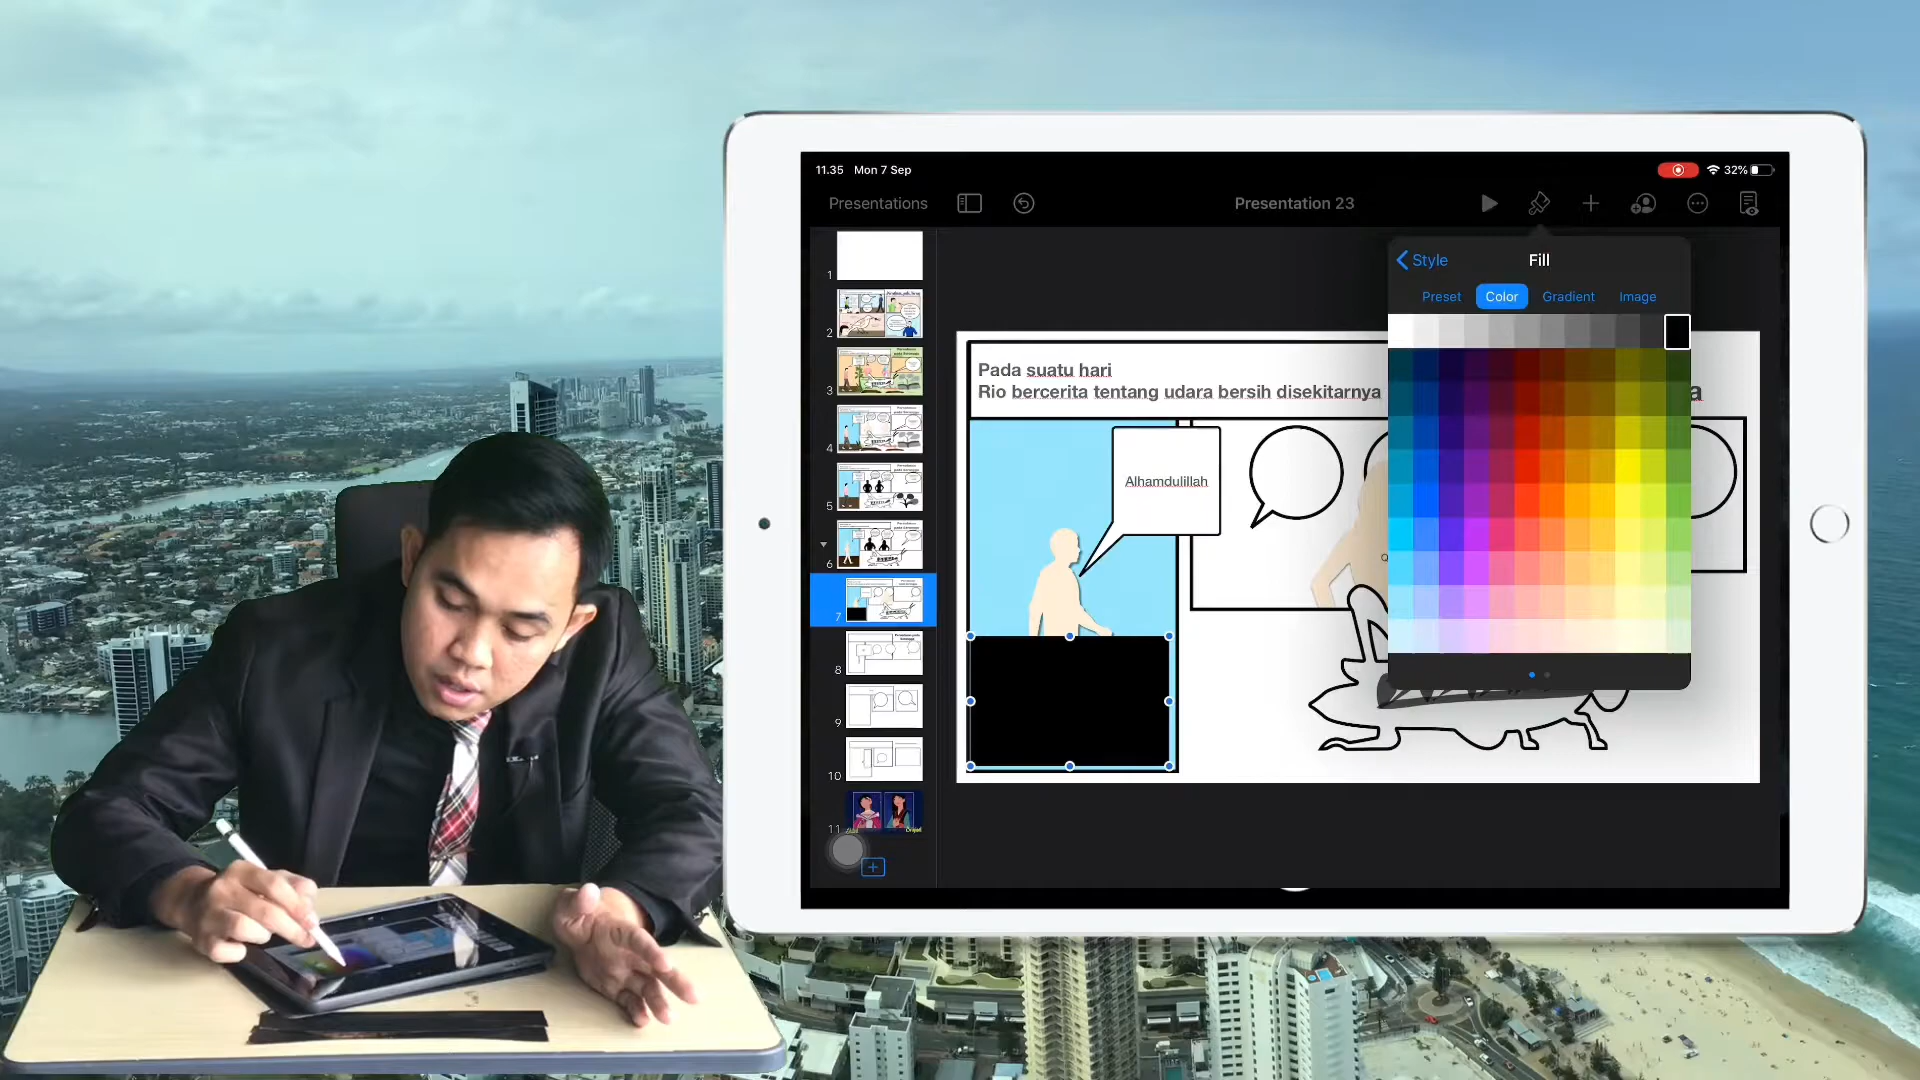 11.35 Mon 7 Sep
32%
Presentations
Presentation 23
Style
Fill
Preset Color Gradient Image
Pada suatu hari
Rio bercerita tentang udara bersih disekitarnya
a
Alhamdulillah
1
2
3
4
5
6
7
8
9
10
11